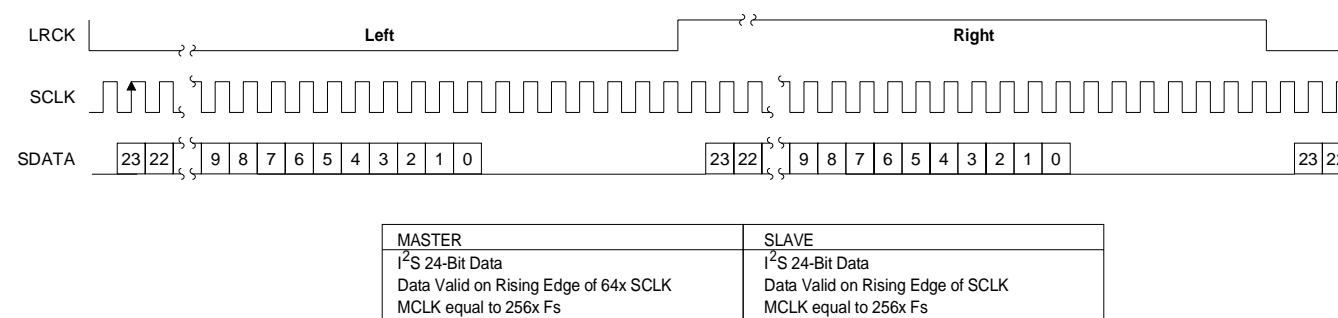 LRCK Left Right
SCLK
SDATA 23 22 9 8 7 6 5 4 3 2 1 0 23 22 9 8 7 6 5 4 3 2 1 0 23 22
MASTER SLAVE
I2S 24-Bit Data I2S 24-Bit Data
Data Valid on Rising Edge of 64x SCLK Data Valid on Rising Edge of SCLK
MCLK equal to 256x Fs MCLK equal to 256x Fs